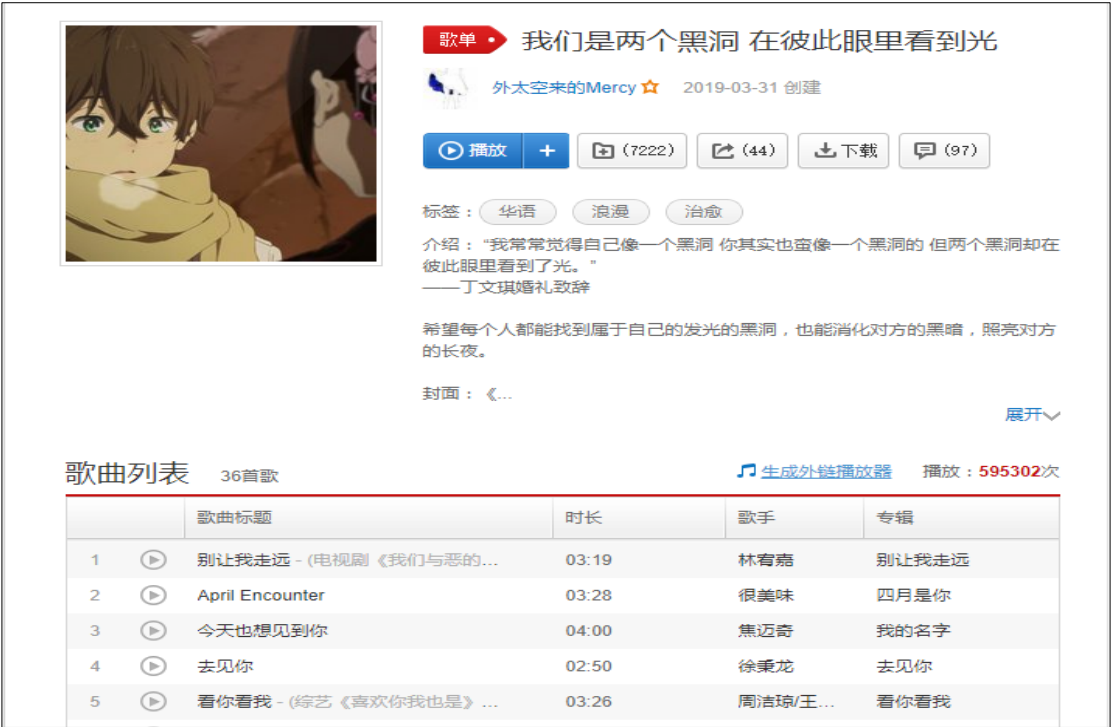 歌单 我们是两个黑洞 在彼此眼里看到光
外太空来的Mercy 2019-03-31 创建
播放 + (7222) (44) 下载 (97)
标签： 华语 浪漫 治愈
介绍： “我常常觉得自己像一个黑洞 你其实也蛮像一个黑洞的 但两个黑洞却在
彼此眼里看到了光。”
——丁文琪婚礼致辞
希望每个人都能找到属于自己的发光的黑洞，也能消化对方的黑暗，照亮对方
的长夜。
封面： 《...
展开
歌曲列表 36首歌 生成外链播放器 播放：595302次
歌曲标题 时长 歌手 专辑
1 别让我走远 - (电视剧《我们与恶的... 03:19 林宥嘉 别让我走远
2 April Encounter 03:28 很美味 四月是你
3 今天也想见到你 04:00 焦迈奇 我的名字
4 去见你 02:50 徐秉龙 去见你
5 看你看我 - (综艺《喜欢你我也是》 ... 03:26 周洁琼/王... 看你看我